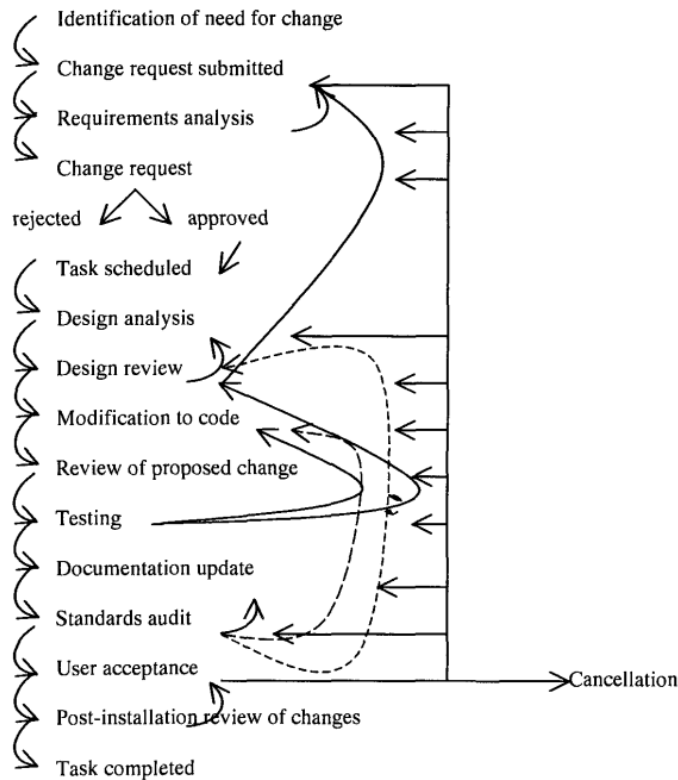 Identification of need for change
Change request submitted
Requirements analysis
Change request
rejected approved
Task scheduled
Design analysis
Design review
Modification to code
Review of proposed change
Testing
Documentation update
Standards audit
User acceptance
Cancellation
Post-installation review of changes
Task completed